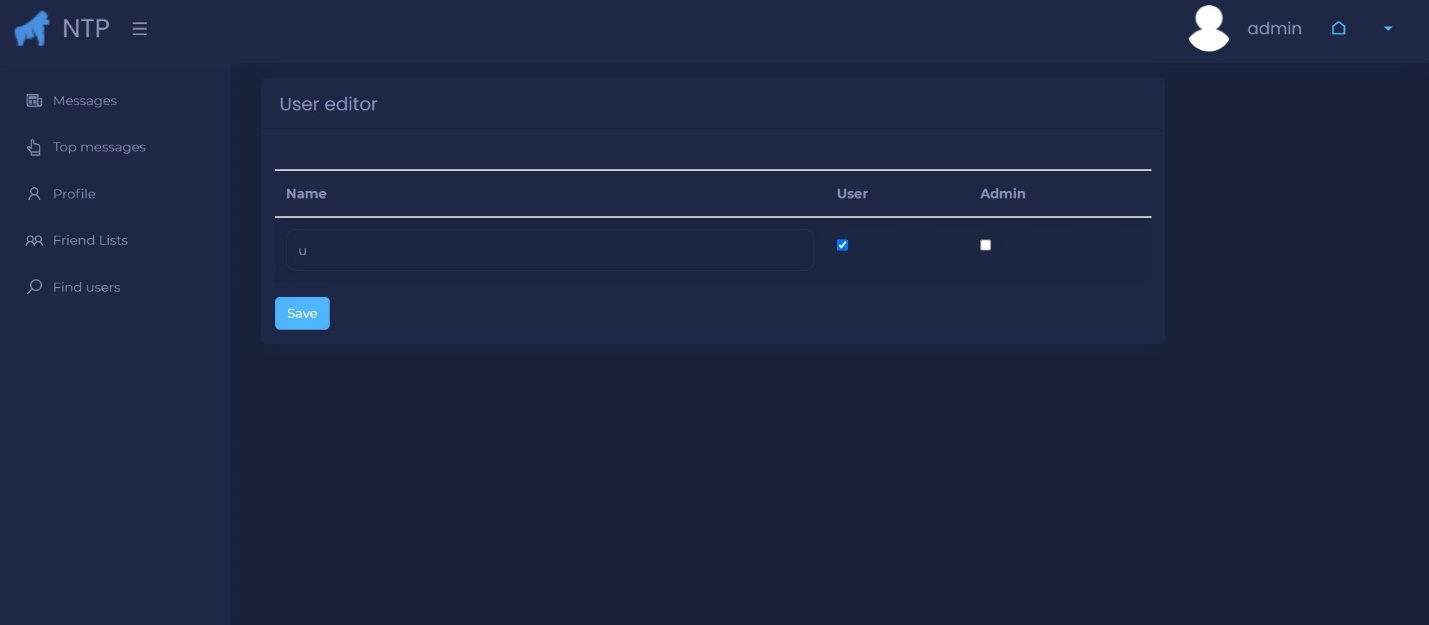 NTP
admin
Messages
Top messages
Profile
Friend Lists
Find users
User editor
Name User Admin
u
Save